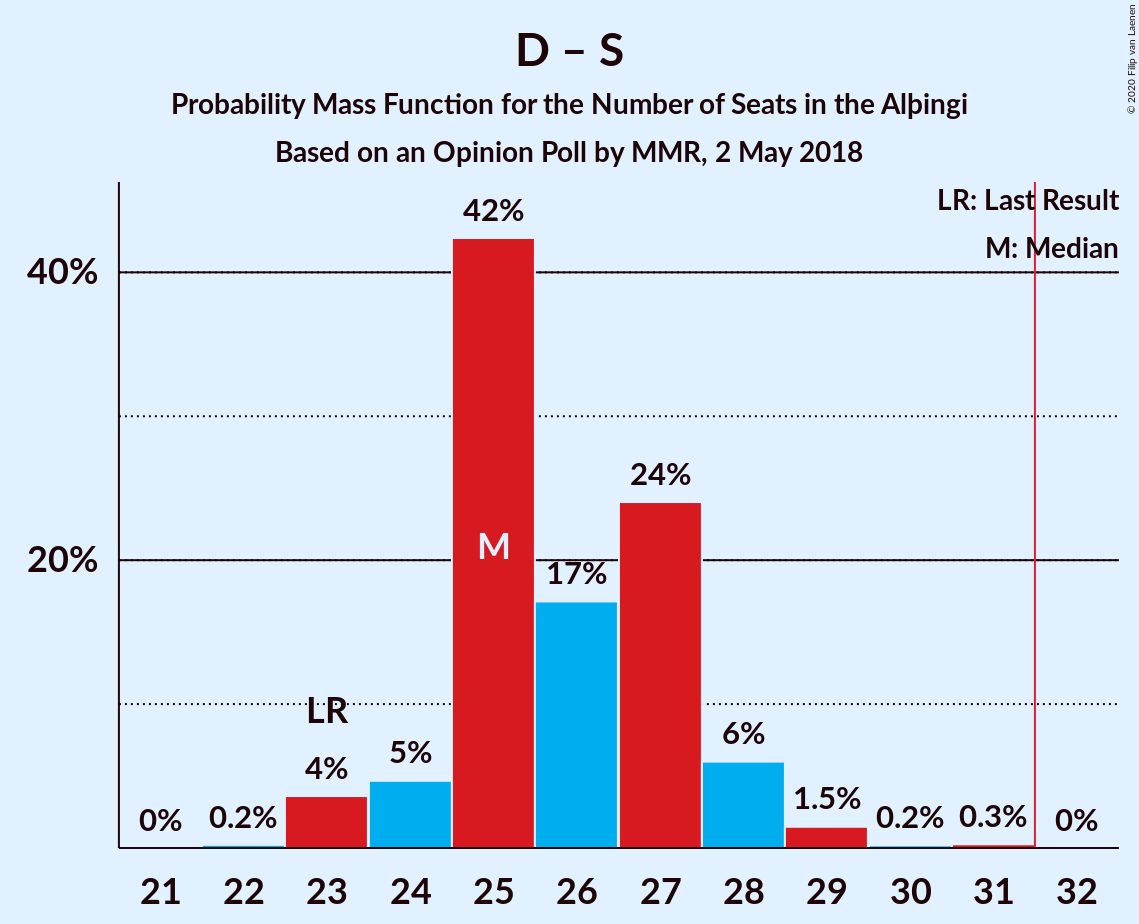 D – S
Probability Mass Function for the Number of Seats in the Alþingi
Based on an Opinion Poll by MMR, 2 May 2018
© 2020 Filip van Laenen
LR: Last Result
M: Median
40%
20%
0%
0.2%
4%
LR
5%
42%
M
17%
24%
6%
1.5%
0.2%
0.3%
0%
21 22 23 24 25 26 27 28 29 30 31 32